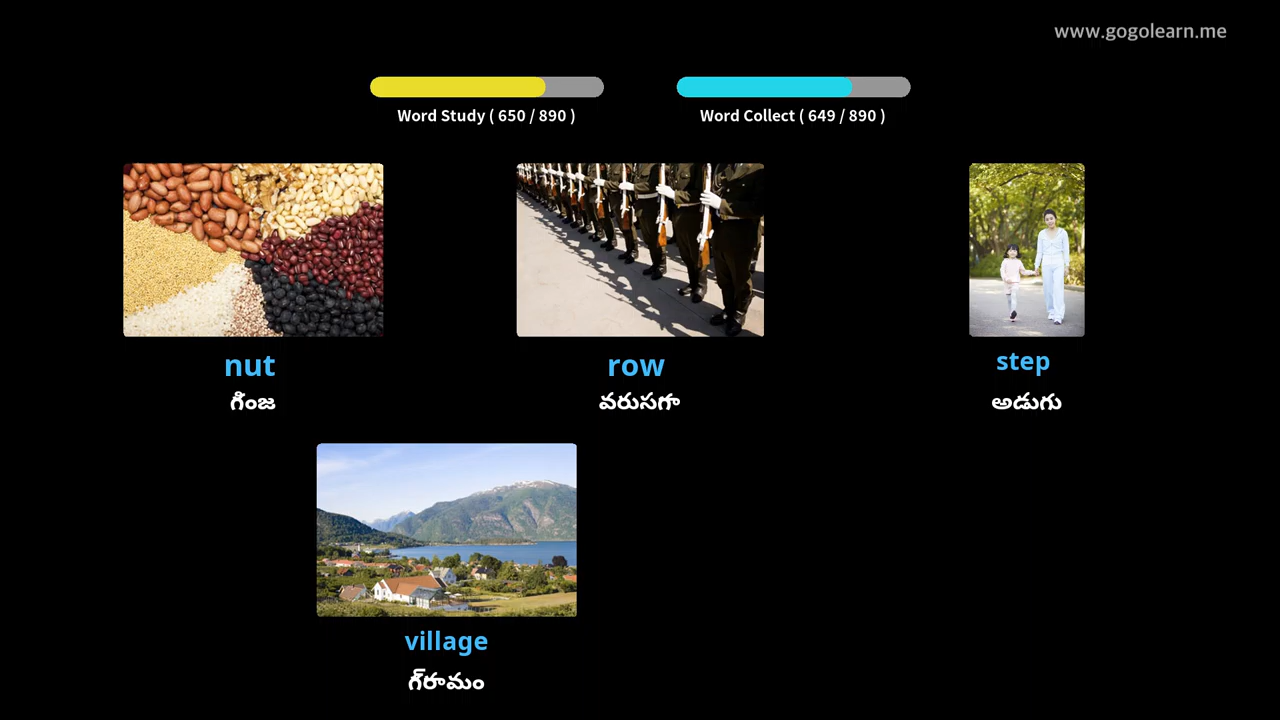 www.gogolearn.me
Word Study ( 650 / 890 )
Word Collect ( 649 / 890 )
nut
గింజ
row
వరుసగా
step
అడుగు
village
గ్రామం